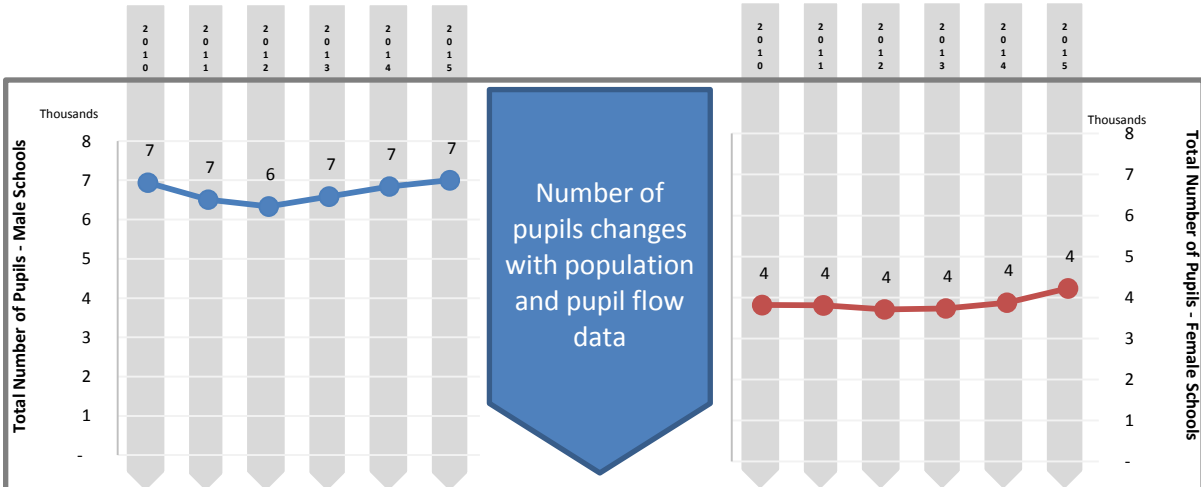 2010 2011 2012 2013 2014 2015
2010 2011 2012 2013 2014 2015
Total Number of Pupils - Male Schools
Thousands
8
7
6
5
4
3
2
1
-
7 7 6 7 7 7
Number of
pupils changes
with population
and pupil flow
data
4 4 4 4 4 4
Thousands
8
7
6
5
4
3
2
1
-
Total Number of Pupils - Female Schools